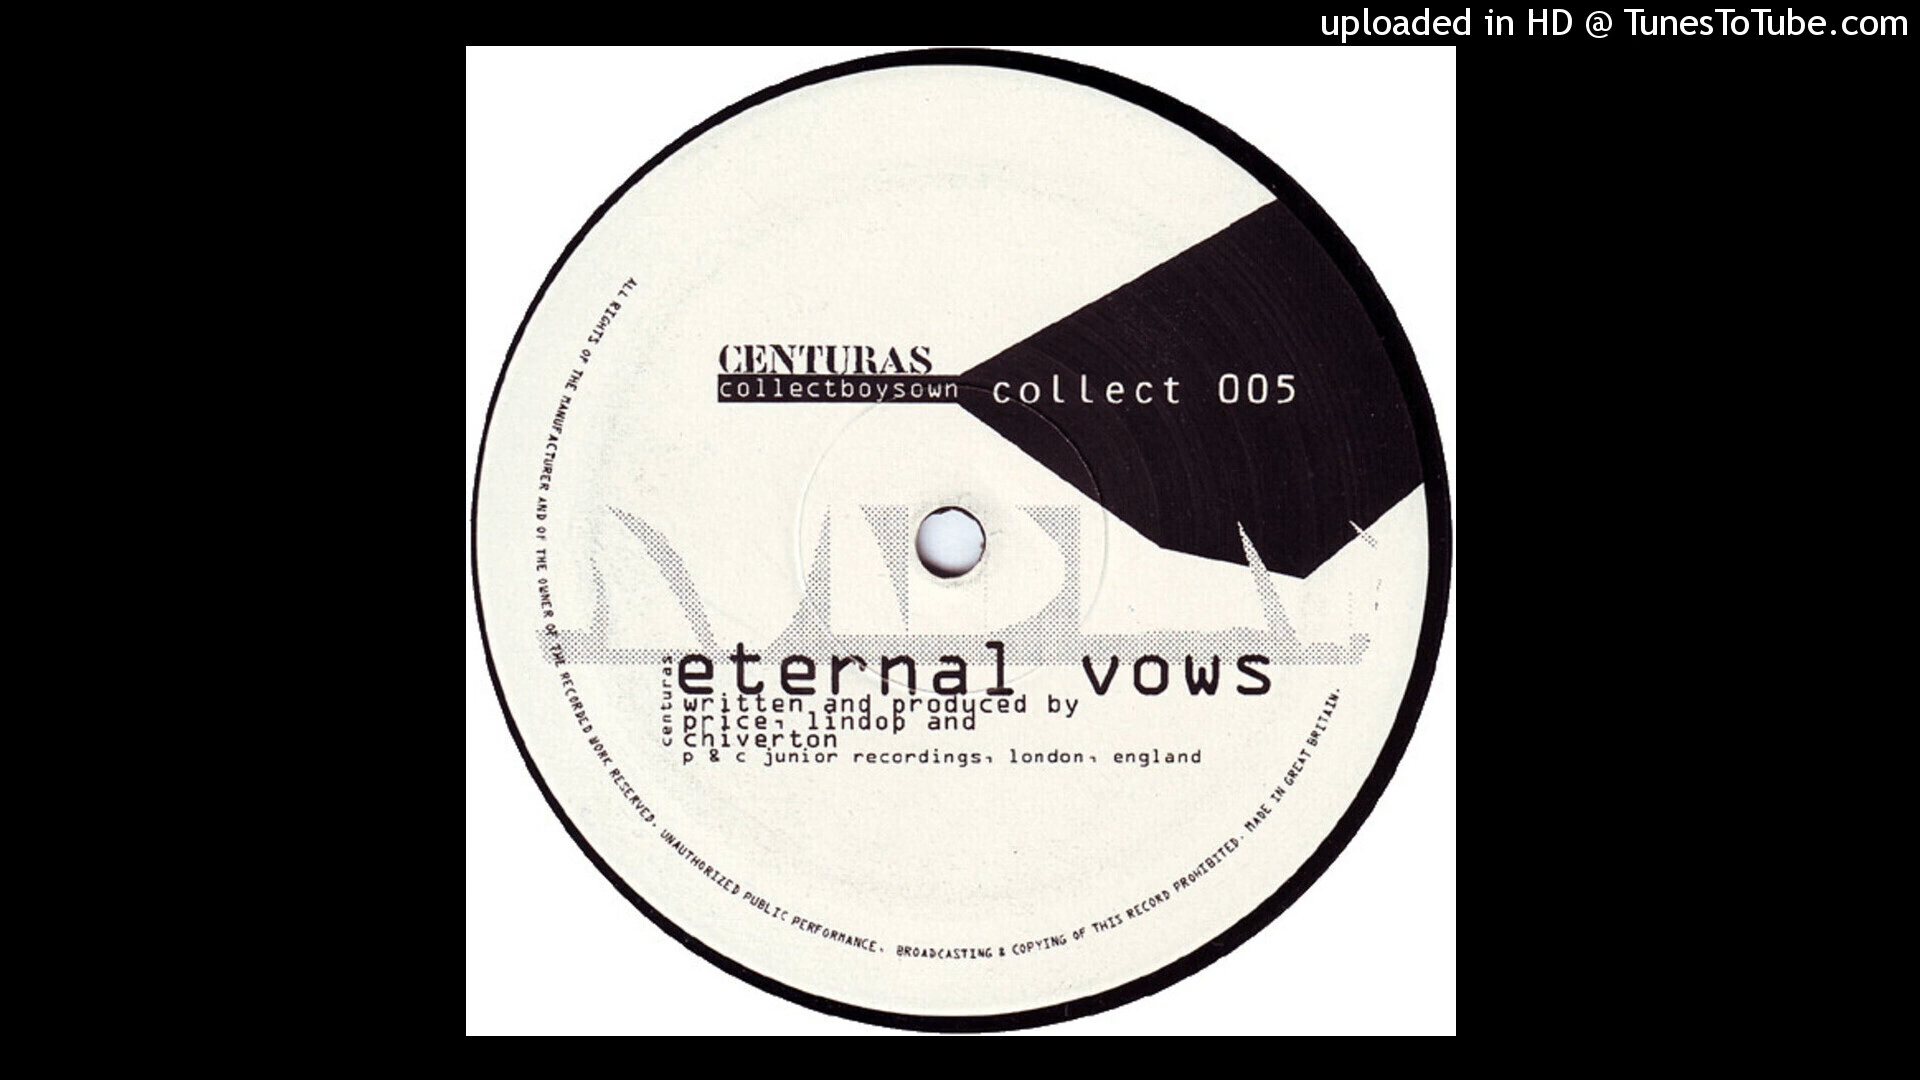 uploaded in HD @ TunesToTube.com
CENTURAS
collectboysown collect 005
centuras
eternal vows
written and produced by
price, lindop and
chiverton
p & c junior recordings, london, england
ALL RIGHTS OF THE MANUFACTURER AND OF THE OWNER OF THE RECORDED WORK RESERVED. UNAUTHORIZED PUBLIC PERFORMANCE, BROADCASTING & COPYING OF THIS RECORD PROHIBITED. MADE IN GREAT BRITAIN.